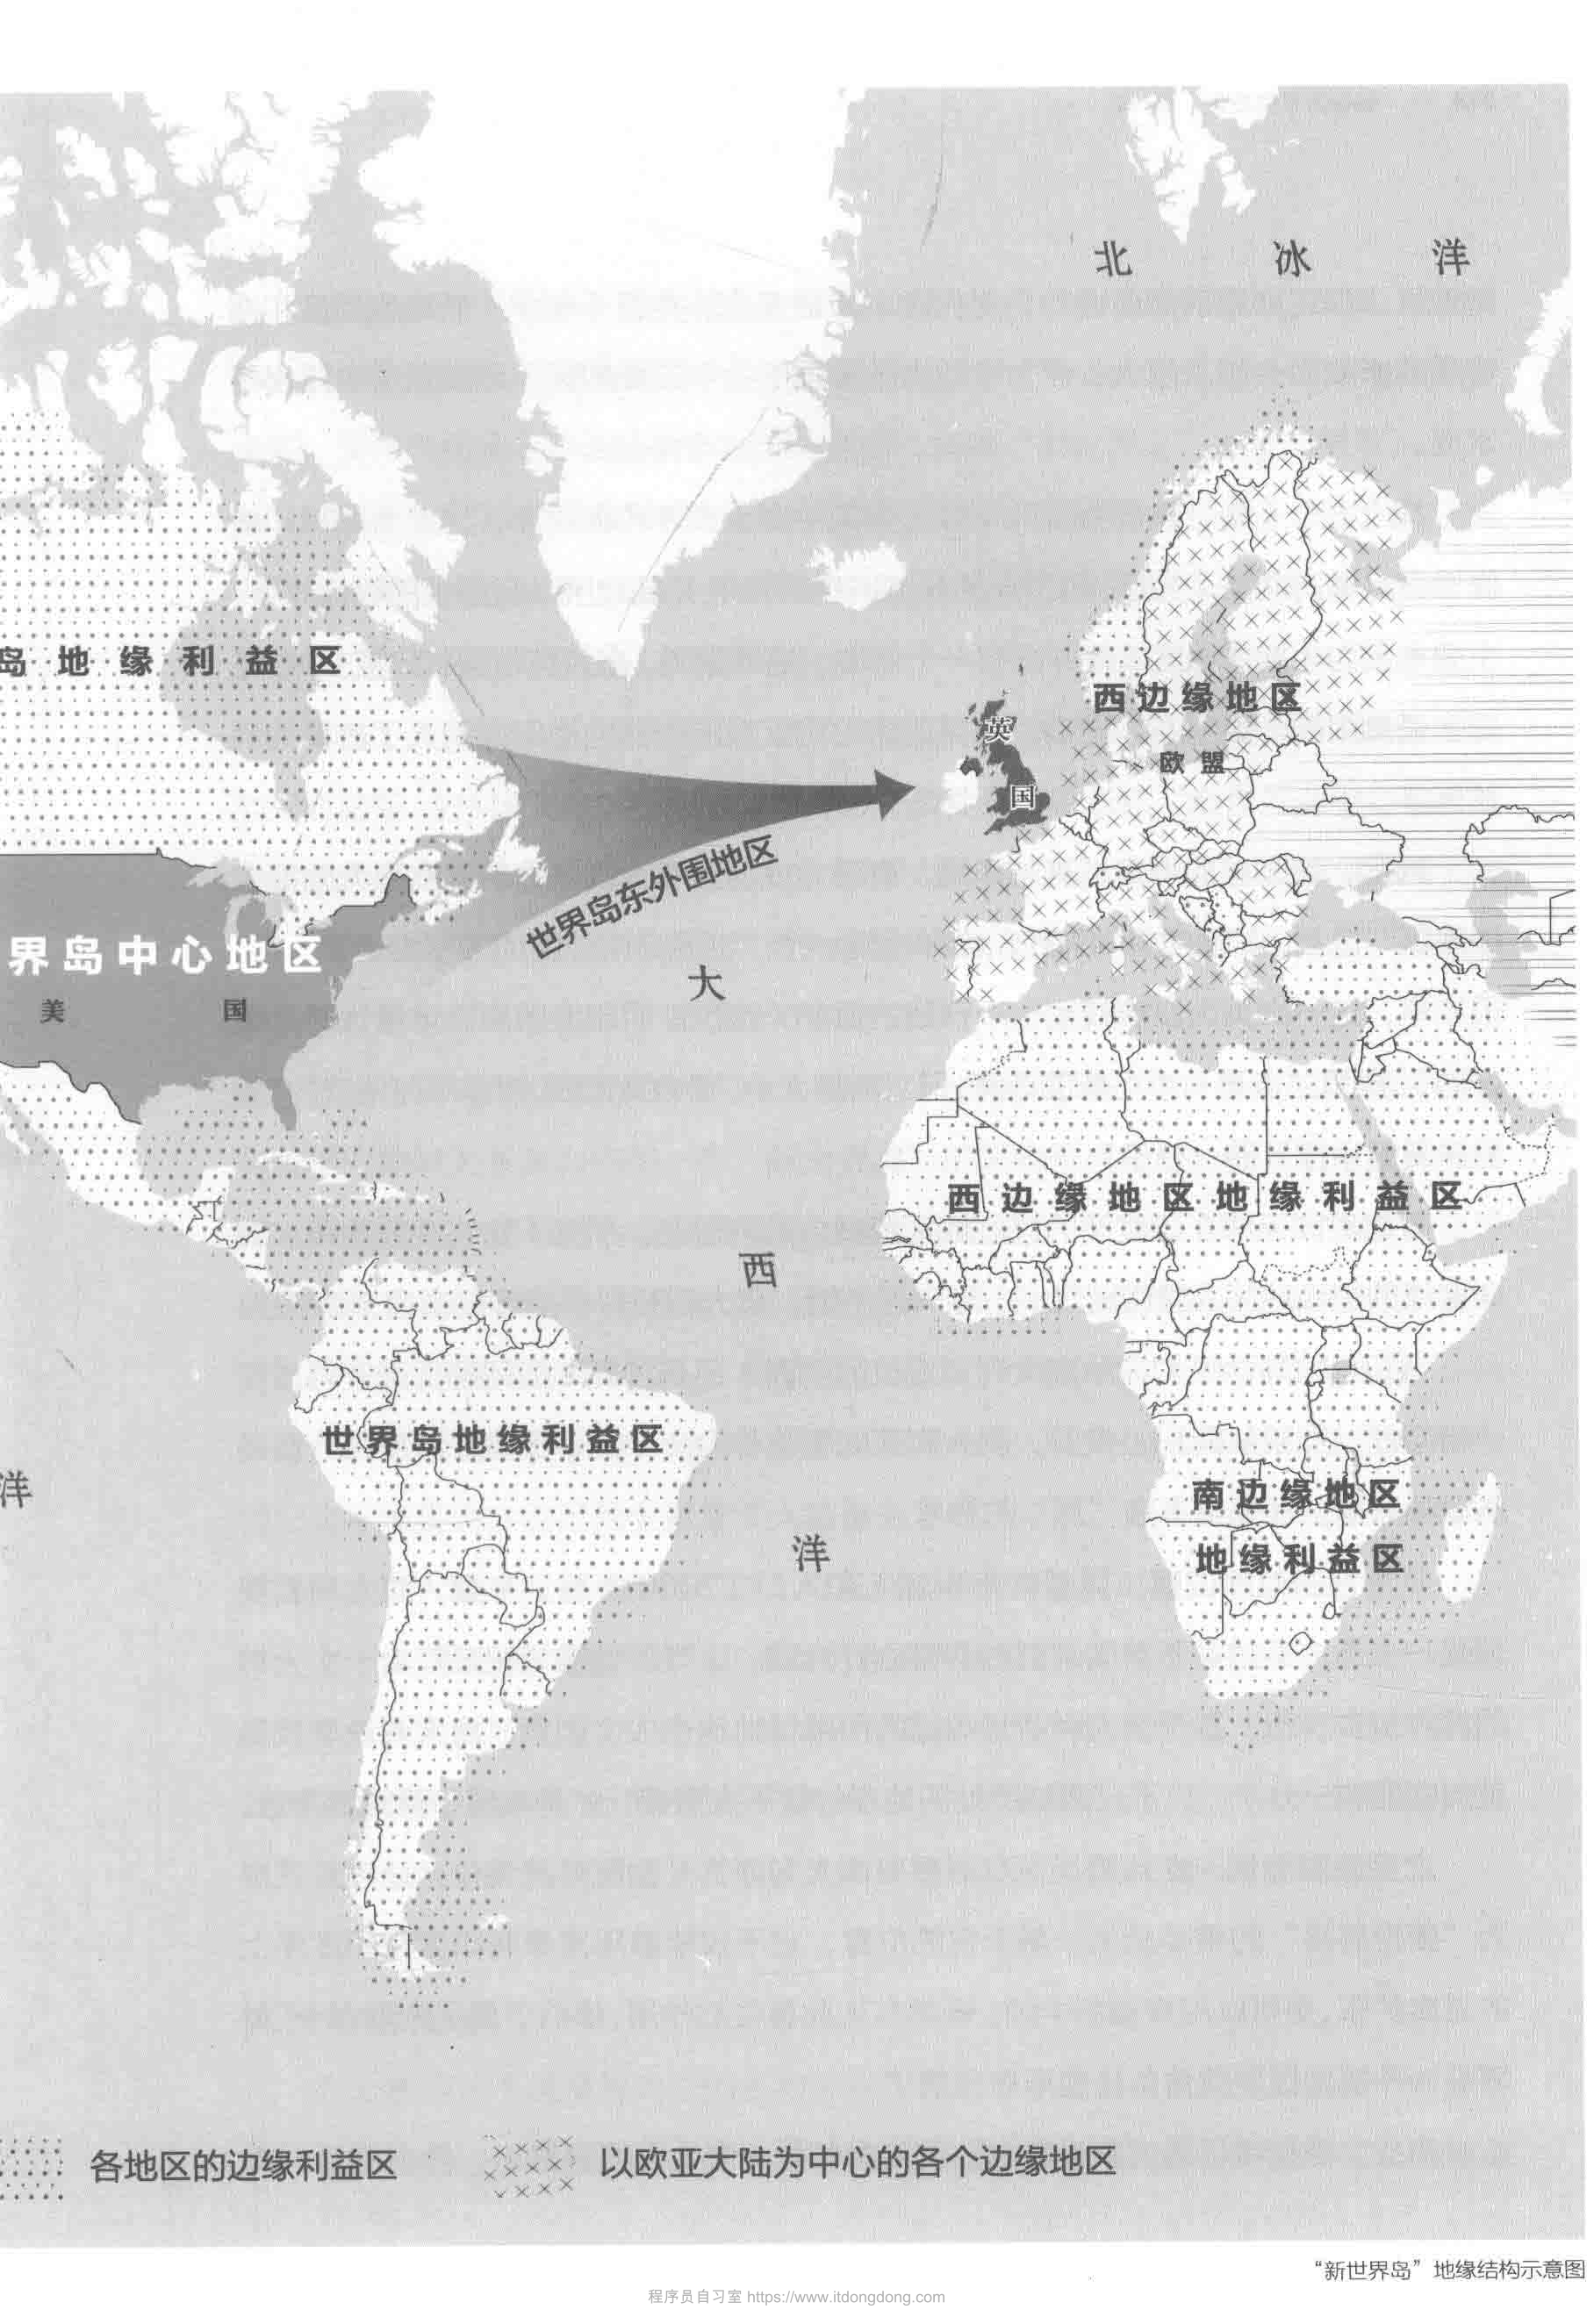 北 冰 洋
岛 地 缘 利 益 区
西边缘地区
英
国
欧 盟
世界岛东外围地区
界岛中心地区
美 国
大
西
洋
西边缘地区地缘利益区
世界岛地缘利益区
洋
南边缘地区
地缘利益区
各地区的边缘利益区
以欧亚大陆为中心的各个边缘地区
“新世界岛”地缘结构示意图
程序员自习室 https://www.itdongdong.com